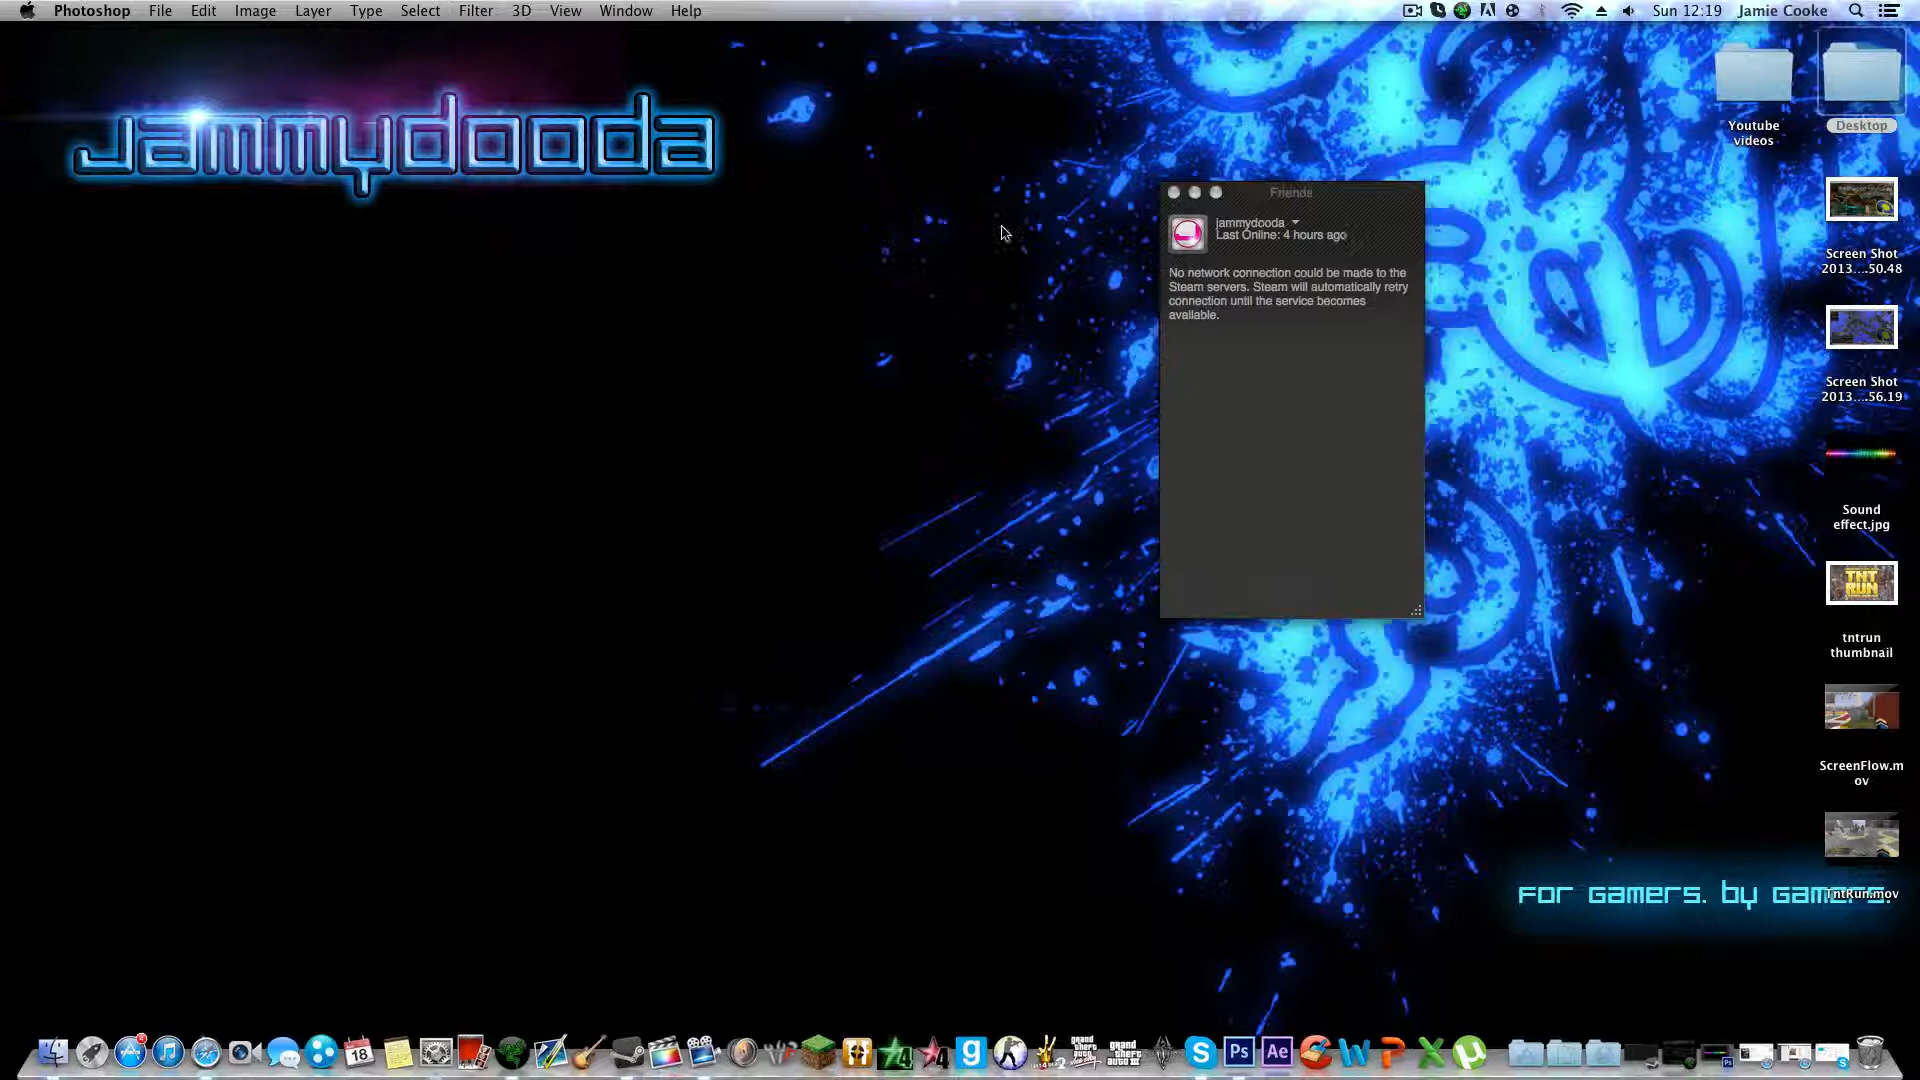 Photoshop File Edit Image Layer Type Select Filter 3D View Window Help
Sun 12:19 Jamie Cooke
Jammydooda
Youtube
videos
Desktop
Friends
jammydooda
Last Online: 4 hours ago
No network connection could be made to the
Steam servers. Steam will automatically retry
connection until the service becomes
available.
Screen Shot
2013....50.48
Screen Shot
2013....56.19
Sound
effect.jpg
TNT
RUN
tntrun
thumbnail
ScreenFlow.m
ov
TntRun.mov
For Gamers. By Gamers.
18
Ps
Ae